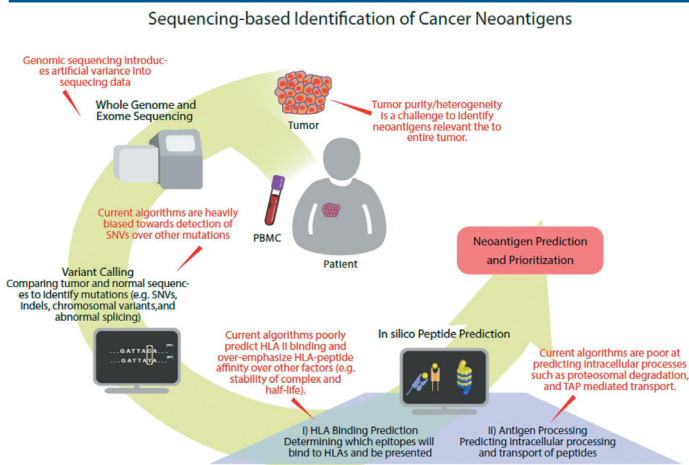 Sequencing-based Identification of Cancer Neoantigens
Genomic sequencing introduc-
es artificial variance into
sequecing data
Whole Genome and
Exome Sequencing
Tumor
Tumor purity/heterogeneity
is a challenge to identify
neoantigens relevant the to
entire tumor.
Current algorithms are heavily
biased towards detection of
SNVs over other mutations
PBMC
Patient
Neoantigen Prediction
and Prioritization
Variant Calling
Comparing tumor and normal sequenc-
es to identify mutations (e.g. SNVs,
Indels, chromosomal variants,and
abnormal splicing)
...GATTACA...
...GATTATA...
Current algorithms poorly
predict HLA II binding and
over-emphasize HLA-peptide
affinity over other factors (e.g.
stability of complex and
half-life).
In silico Peptide Prediction
Current algorithms are poor at
predicting intracellular processes
such as proteosomal degradation,
and TAP mediated transport.
I) HLA Binding Prediction
Determining which epitopes will
bind to HLAs and be presented
II) Antigen Processing
Predicting intracellular processing
and transport of peptides